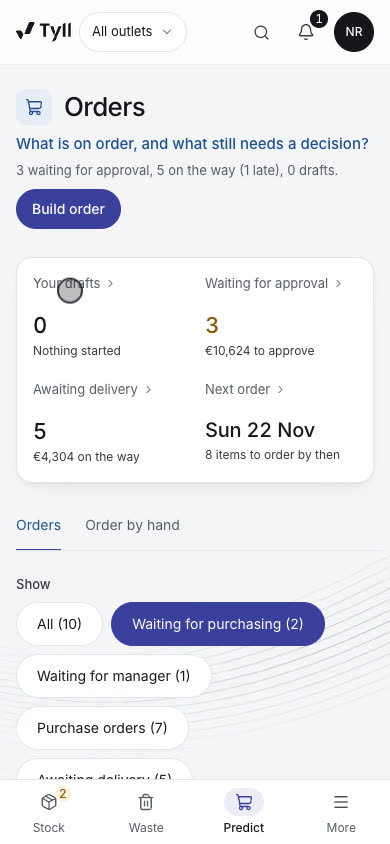 Tyll
All outlets
1
NR
Orders
What is on order, and what still needs a decision?
3 waiting for approval, 5 on the way (1 late), 0 drafts.
Build order
Your drafts
Waiting for approval
0
3
Nothing started
€10,624 to approve
Awaiting delivery
Next order
5
Sun 22 Nov
€4,304 on the way
8 items to order by then
Orders
Order by hand
Show
All (10)
Waiting for purchasing (2)
Waiting for manager (1)
Purchase orders (7)
Awaiting delivery (5)
2
Stock
Waste
Predict
More